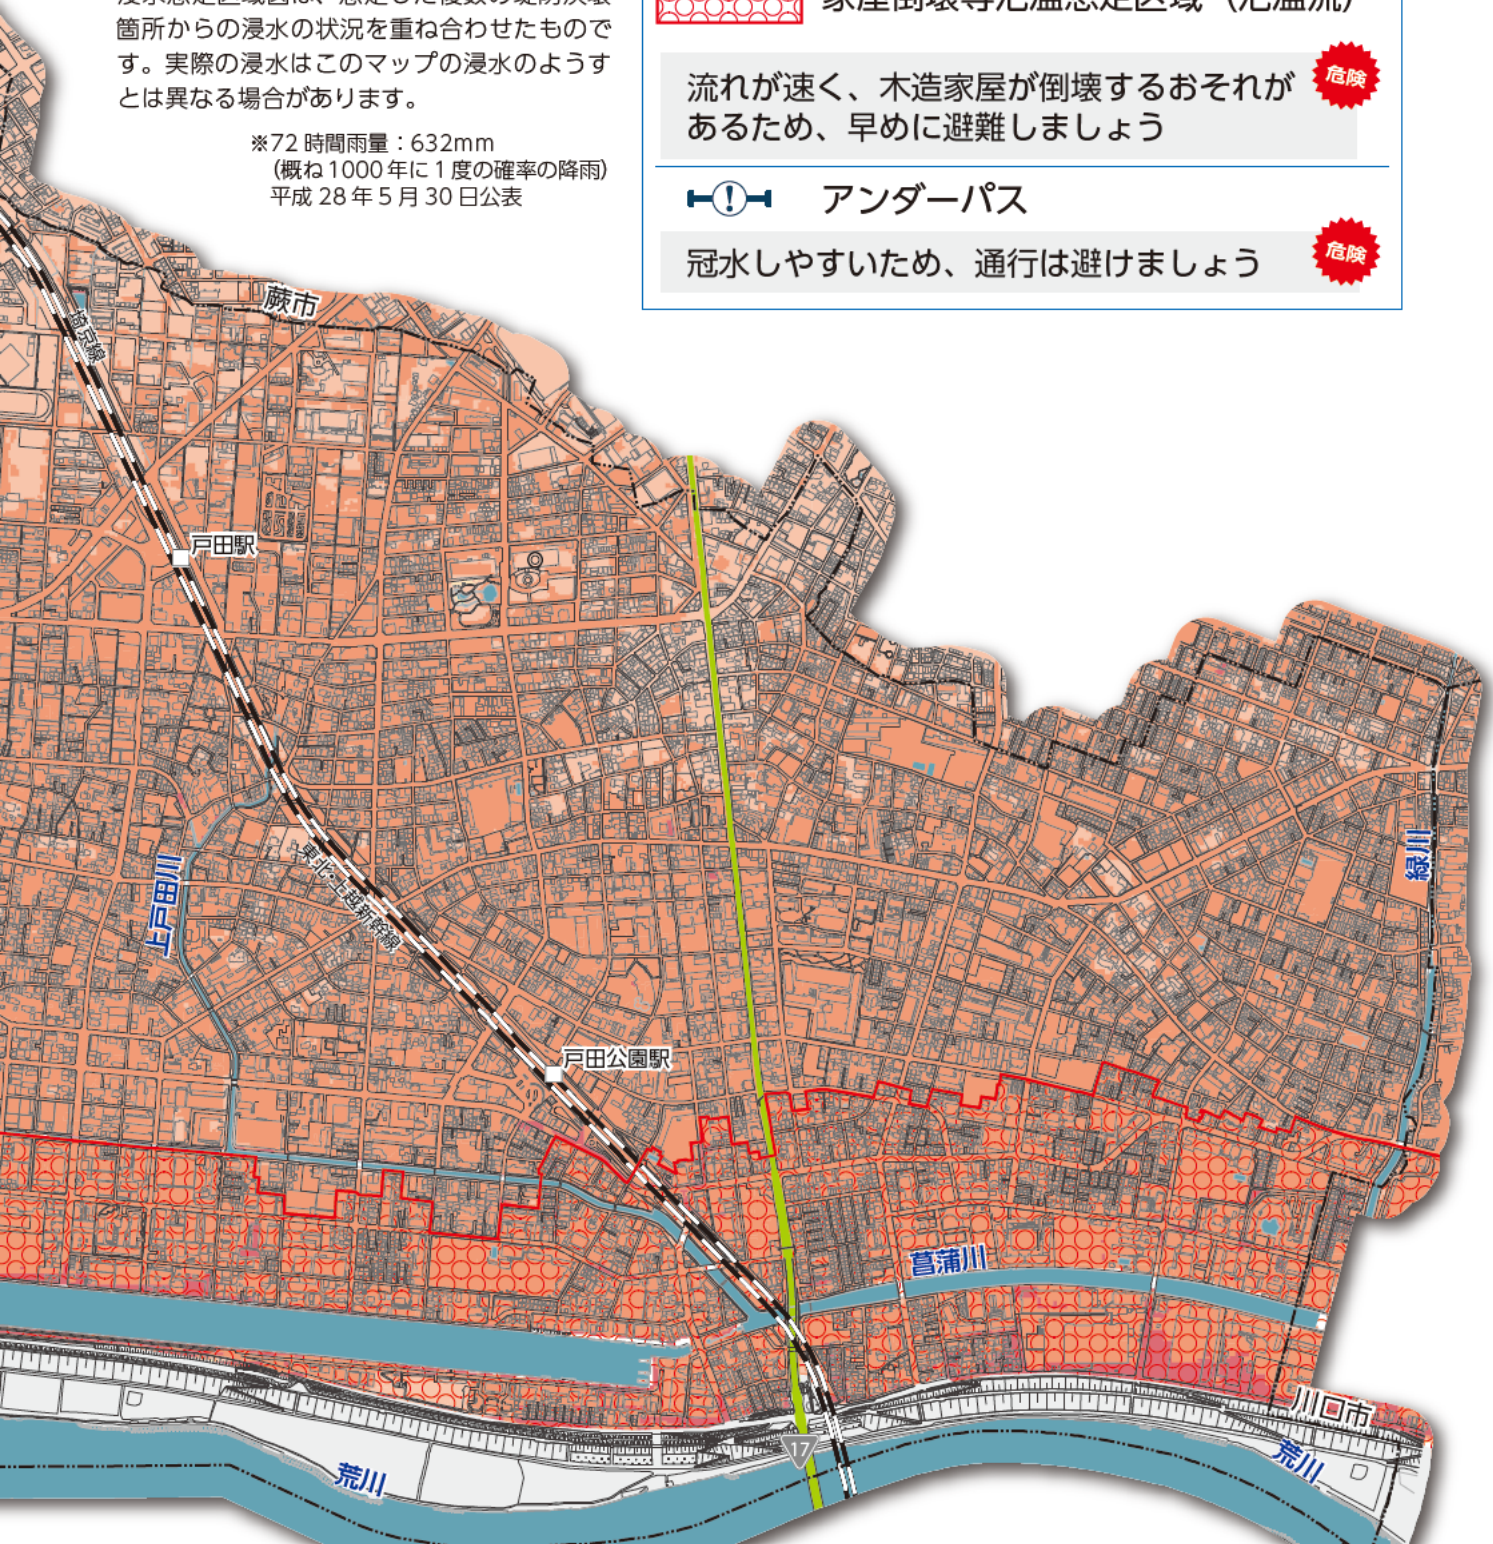 箇所からの浸水の状況を重ね合わせたもので
す。実際の浸水はこのマップの浸水のようす
とは異なる場合があります。
※72時間雨量：632mm
（概ね1000年に1度の確率の降雨）
平成28年5月30日公表
流れが速く、木造家屋が倒壊するおそれが
あるため、早めに避難しましょう
危険
アンダーパス
冠水しやすいため、通行は避けましょう
危険
蕨市
埼京線
戸田駅
緑川
上戸田川
東北・上越新幹線
戸田公園駅
菖蒲川
川口市
17
荒川
荒川